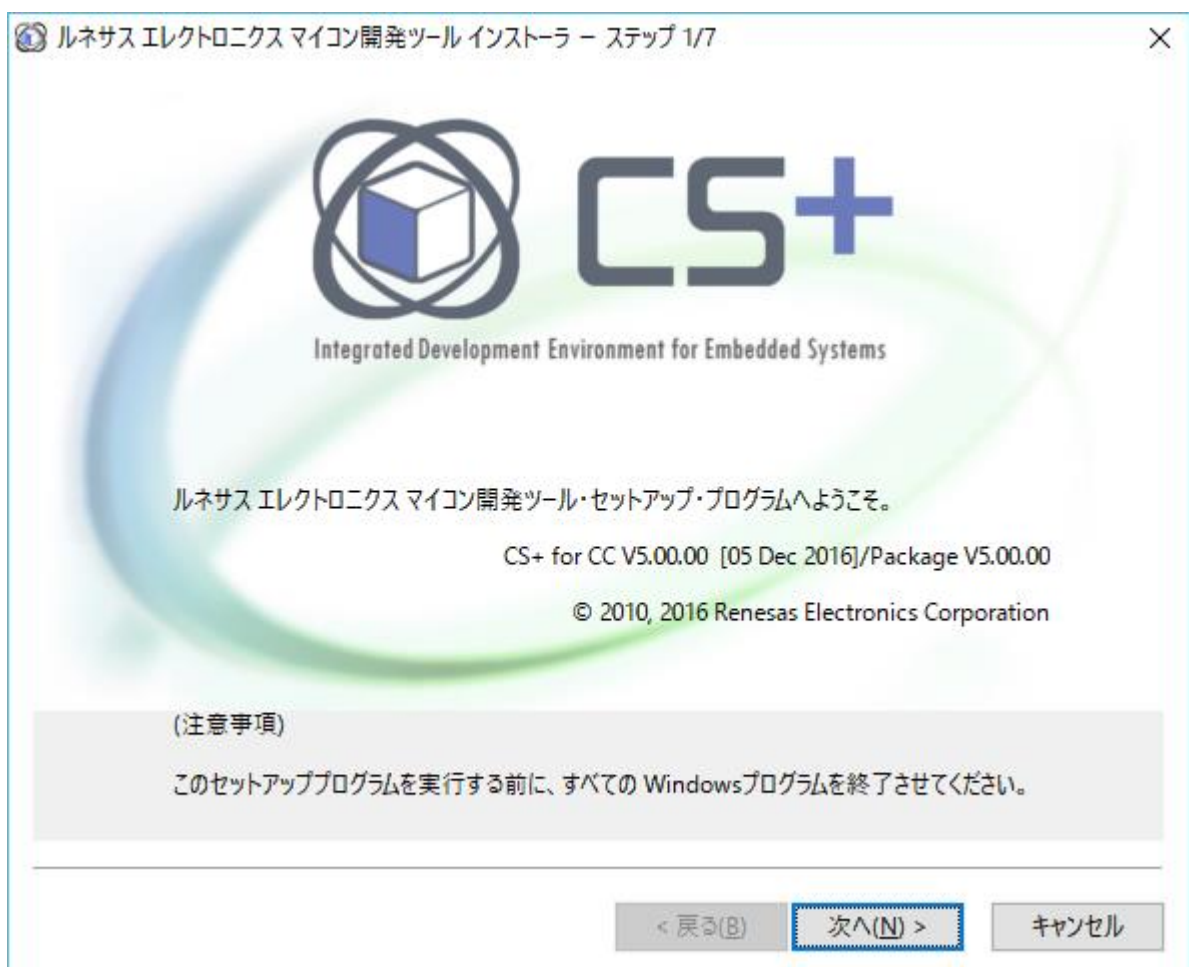 ルネサス エレクトロニクス マイコン開発ツール インストーラ － ステップ 1/7
CS+
Integrated Development Environment for Embedded Systems
ルネサス エレクトロニクス マイコン開発ツール・セットアップ・プログラムへようこそ。
CS+ for CC V5.00.00 [05 Dec 2016]/Package V5.00.00
© 2010, 2016 Renesas Electronics Corporation
(注意事項)
このセットアッププログラムを実行する前に、すべての Windowsプログラムを終了させてください。
< 戻る(B)
次へ(N) >
キャンセル